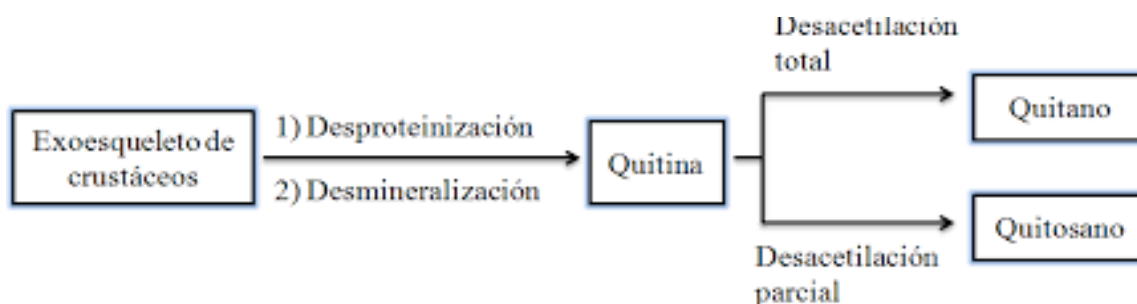 Desacetilación
total
Exoesqueleto de
crustáceos
1) Desproteinización
2) Desmineralización
Quitina
Quitano
Quitosano
Desacetilación
parcial